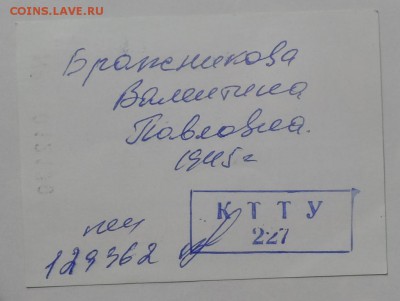 COINS.LAVE.RU
Бражникова
Валентина
Павловна.
1945г
КТТУ
227
129362